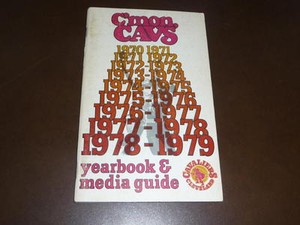 C'mon,
CAVS
1970 1971
1971 1972
1972-1973
1973-1974
1974-1975
1975-1976
1976-1977
1977-1978
1978-1979
yearbook &
media guide
CAVALIERS
CLEVELAND